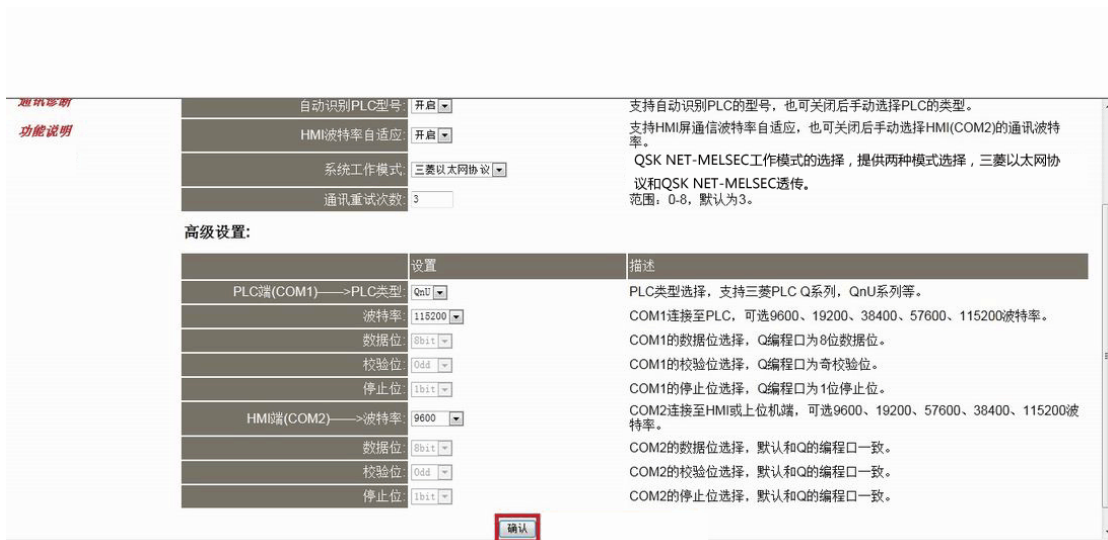 通讯诊断
自动识别PLC型号: 开启 支持自动识别PLC的型号，也可关闭后手动选择PLC的类型。
功能说明
HMI波特率自适应: 开启 支持HMI屏通信波特率自适应，也可关闭后手动选择HMI(COM2)的通讯波特
率。
系统工作模式: 三菱以太网协议 QSK NET-MELSEC工作模式的选择，提供两种模式选择，三菱以太网协
议和QSK NET-MELSEC透传。
通讯重试次数: 3 范围：0-8，默认为3。
高级设置:
设置 描述
PLC端(COM1)——>PLC类型: QnU PLC类型选择，支持三菱PLC Q系列，QnU系列等。
波特率: 115200 COM1连接至PLC，可选9600、19200、38400、57600、115200波特率。
数据位: 8bit COM1的数据位选择，Q编程口为8位数据位。
校验位: Odd COM1的校验位选择，Q编程口为奇校验位。
停止位: 1bit COM1的停止位选择，Q编程口为1位停止位。
HMI端(COM2)——>波特率: 9600 COM2连接至HMI或上位机端，可选9600、19200、57600、38400、115200波
特率。
数据位: 8bit COM2的数据位选择，默认和Q的编程口一致。
校验位: Odd COM2的校验位选择，默认和Q的编程口一致。
停止位: 1bit COM2的停止位选择，默认和Q的编程口一致。
确认